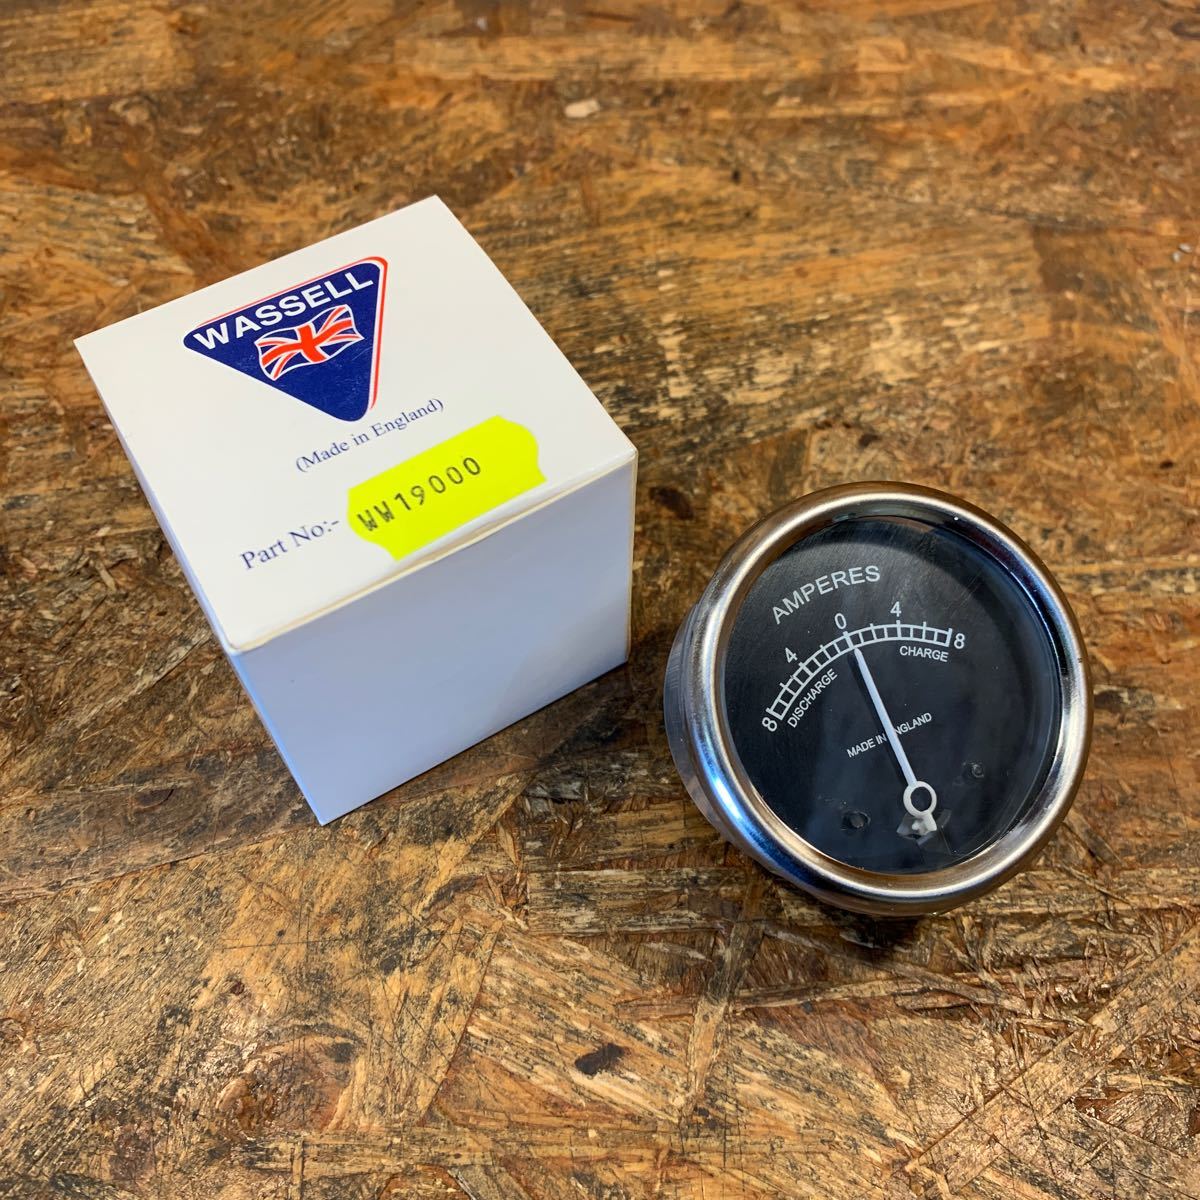 WASSELL
(Made in England)
Part No:- WW19000
AMPERES
8 4 0 4 8
DISCHARGE CHARGE
MADE IN ENGLAND